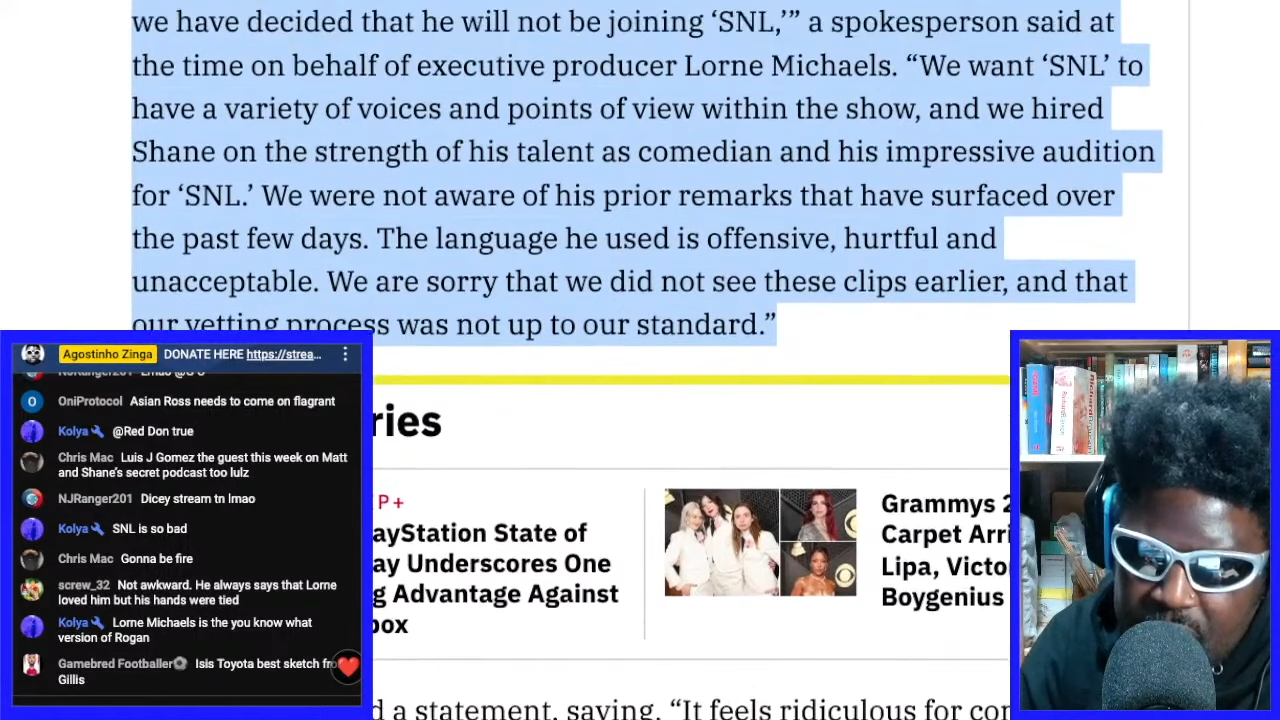 we have decided that he will not be joining ‘SNL,’” a spokesperson said at
the time on behalf of executive producer Lorne Michaels. “We want ‘SNL’ to
have a variety of voices and points of view within the show, and we hired
Shane on the strength of his talent as comedian and his impressive audition
for ‘SNL.’ We were not aware of his prior remarks that have surfaced over
the past few days. The language he used is offensive, hurtful and
unacceptable. We are sorry that we did not see these clips earlier, and that
our vetting process was not up to our standard.”
Agostinho Zinga DONATE HERE https://strea...
NJRanger201 Lmao
OniProtocol Asian Ross needs to come on flagrant
Kolya @Red Don true
Chris Mac Luis J Gomez the guest this week on Matt
and Shane's secret podcast too lulz
NJRanger201 Dicey stream tn lmao
Kolya SNL is so bad
Chris Mac Gonna be fire
screw_32 Not awkward. He always says that Lorne
loved him but his hands were tied
Kolya Lorne Michaels is the you know what
version of Rogan
Gamebred Footballer Isis Toyota best sketch fro
Gillis
ries
P+
ayStation State of
ay Underscores One
g Advantage Against
box
Grammys 2
Carpet Arri
Lipa, Victo
Boygenius
d a statement, saying, “It feels ridiculous for co